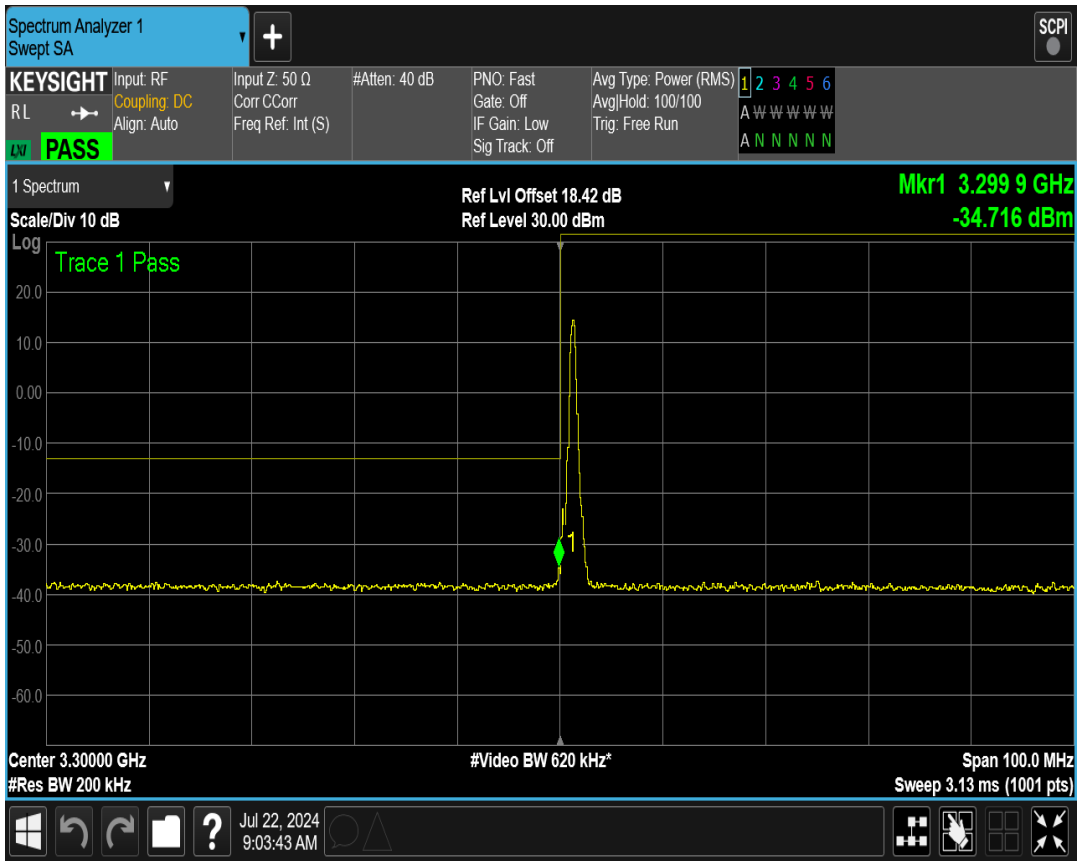 Spectrum Analyzer 1
Swept SA
SCPI
KEYSIGHT
R L
LXI PASS
Input: RF
Coupling: DC
Align: Auto
Input Z: 50 Ω
Corr CCorr
Freq Ref: Int (S)
#Atten: 40 dB
PNO: Fast
Gate: Off
IF Gain: Low
Sig Track: Off
Avg Type: Power (RMS)
Avg|Hold: 100/100
Trig: Free Run
1 2 3 4 5 6
A W W W W W
A N N N N N
1 Spectrum
Scale/Div 10 dB
Log
Ref Lvl Offset 18.42 dB
Ref Level 30.00 dBm
Mkr1 3.299 9 GHz
-34.716 dBm
Trace 1 Pass
20.0
10.0
0.00
-10.0
-20.0
-30.0
1
-40.0
-50.0
-60.0
Center 3.30000 GHz
#Res BW 200 kHz
#Video BW 620 kHz*
Span 100.0 MHz
Sweep 3.13 ms (1001 pts)
Jul 22, 2024
9:03:43 AM